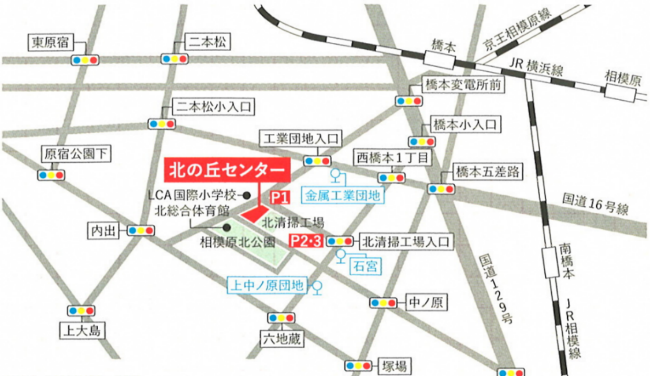 東原宿
二本松
橋本
京王相模原線
JR横浜線
相模原
橋本変電所前
二本松小入口
橋本小入口
工業団地入口
原宿公園下
西橋本1丁目
北の丘センター
橋本五差路
LCA国際小学校
P1
金属工業団地
国道16号線
北総合体育館
北清掃工場
内出
相模原北公園
P2・3
北清掃工場入口
石宮
南橋本
国道129号
上中ノ原団地
中ノ原
JR相模線
上大島
六地蔵
塚場